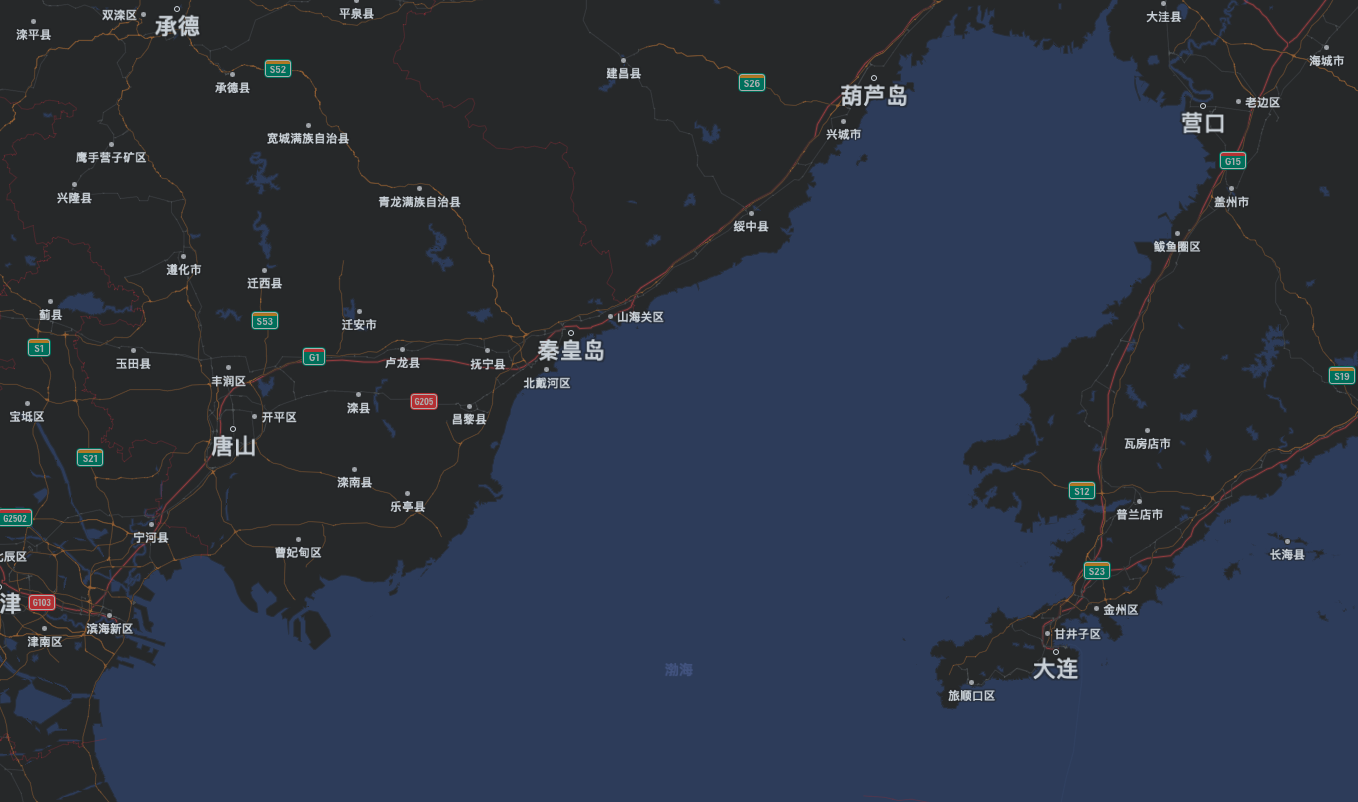 双滦区
承德
平泉县
大洼县
滦平县
海城市
S52
建昌县
S26
承德县
葫芦岛
老边区
营口
兴城市
宽城满族自治县
鹰手营子矿区
G15
兴隆县
青龙满族自治县
盖州市
绥中县
鲅鱼圈区
遵化市
迁西县
蓟县
山海关区
S53
迁安市
S1
秦皇岛
G1
玉田县
卢龙县
抚宁县
丰润区
北戴河区
S19
宝坻区
滦县
G205
开平区
昌黎县
唐山
瓦房店市
S21
滦南县
S12
乐亭县
普兰店市
G2502
宁河县
曹妃甸区
长海县
辰区
S23
津
G103
金州区
滨海新区
津南区
甘井子区
渤海
大连
旅顺口区